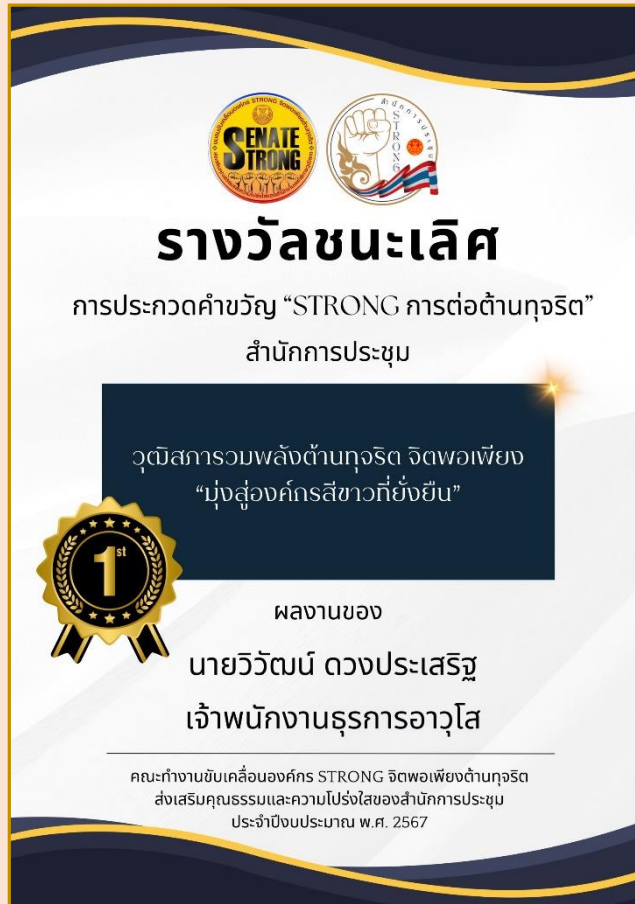 SENATE
STRONG
สำนักการประชุม
STRONG
รางวัลชนะเลิศ
การประกวดคำขวัญ “STRONG การต่อต้านทุจริต”
สำนักการประชุม
วุฒิสภารวมพลังต้านทุจริต จิตพอเพียง
“มุ่งสู่องค์กรสีขาวที่ยั่งยืน”
1st
ผลงานของ
นายวิวัฒน์ ดวงประเสริฐ
เจ้าพนักงานธุรการอาวุโส
คณะทำงานขับเคลื่อนองค์กร STRONG จิตพอเพียงต้านทุจริต
ส่งเสริมคุณธรรมและความโปร่งใสของสำนักการประชุม
ประจำปีงบประมาณ พ.ศ. 2567